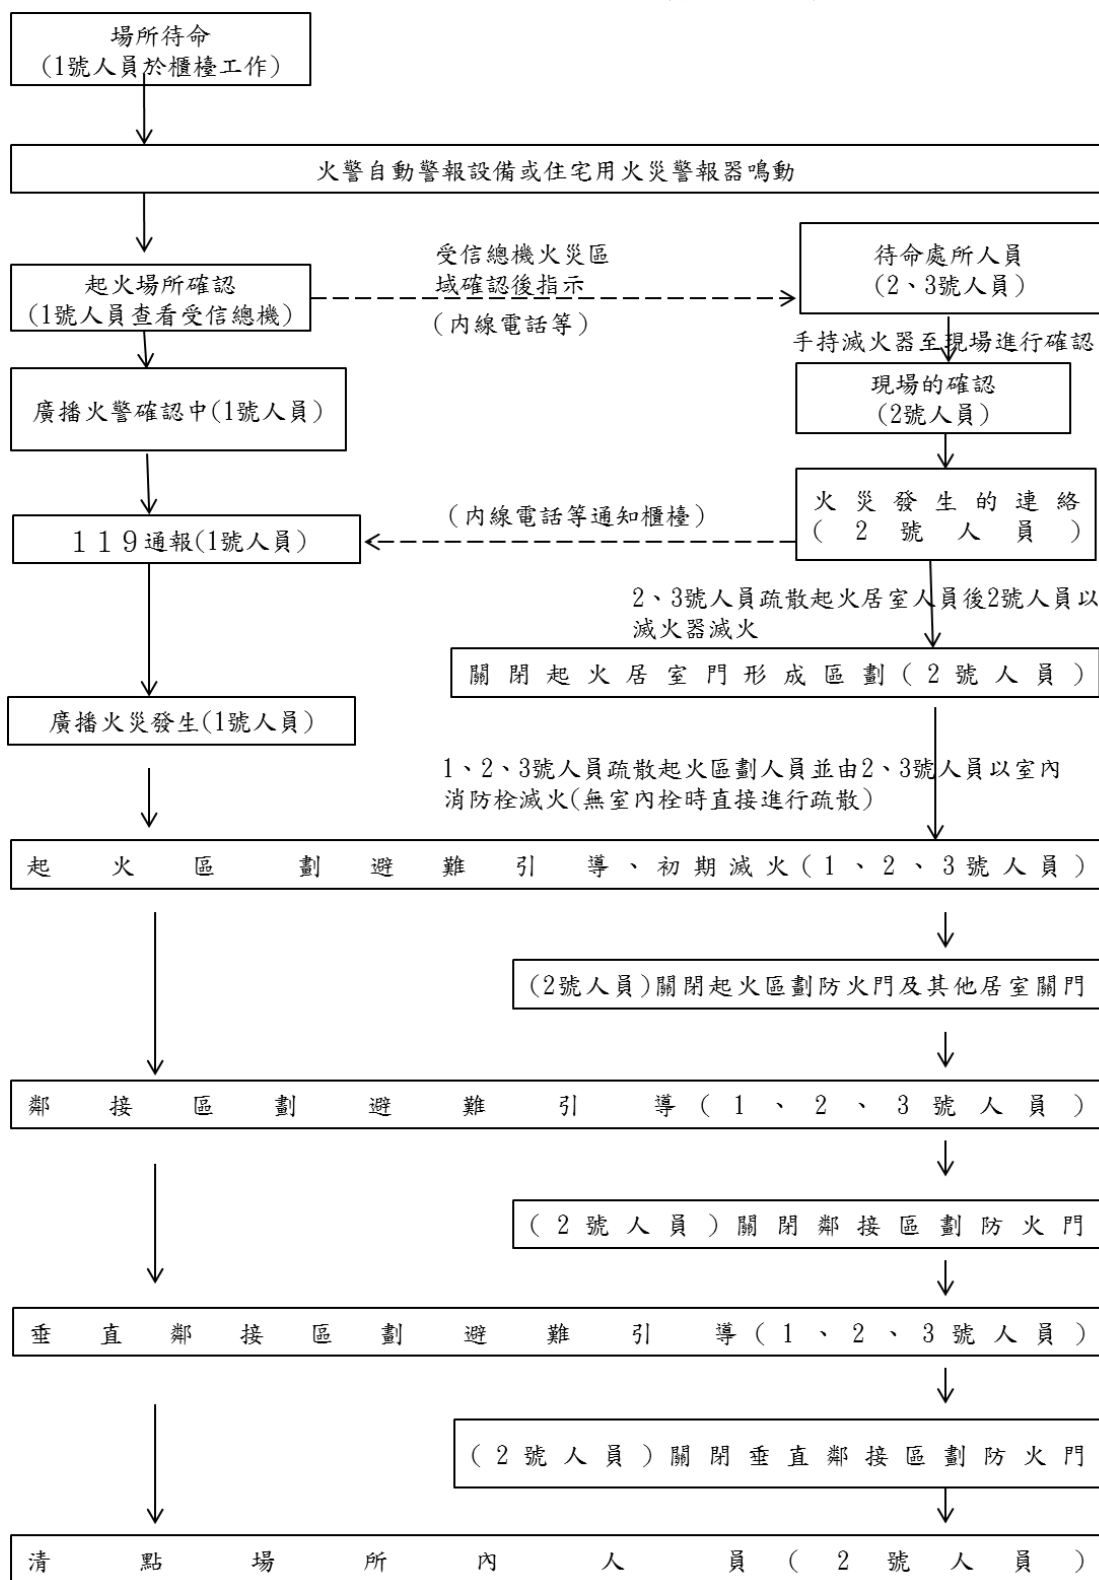 場所待命
(1號人員於櫃檯工作)
火警自動警報設備或住宅用火災警報器鳴動
起火場所確認
(1號人員查看受信總機)
受信總機火災區
域確認後指示
(內線電話等)
待命處所人員
(2、3號人員)
手持滅火器至現場進行確認
現場的確認
(2號人員)
廣播火警確認中(1號人員)
火災發生的連絡
(2號人員)
(內線電話等通知櫃檯)
119通報(1號人員)
2、3號人員疏散起火居室人員後2號人員以
滅火器滅火
關閉起火居室門形成區劃(2號人員)
廣播火災發生(1號人員)
1、2、3號人員疏散起火區劃人員並由2、3號人員以室內
消防栓滅火(無室內栓時直接進行疏散)
起火區劃避難引導、初期滅火(1、2、3號人員)
(2號人員)關閉起火區劃防火門及其他居室關門
鄰接區劃避難引導(1、2、3號人員)
(2號人員)關閉鄰接區劃防火門
垂直鄰接區劃避難引導(1、2、3號人員)
(2號人員)關閉垂直鄰接區劃防火門
清點場所內人員(2號人員)